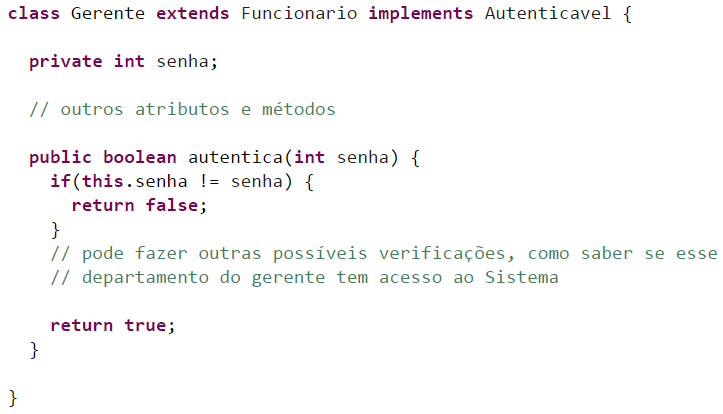 class Gerente extends Funcionario implements Autenticavel {
private int senha;
// outros atributos e métodos
public boolean autentica(int senha) {
if(this.senha != senha) {
return false;
}
// pode fazer outras possíveis verificações, como saber se esse
// departamento do gerente tem acesso ao Sistema
return true;
}
}